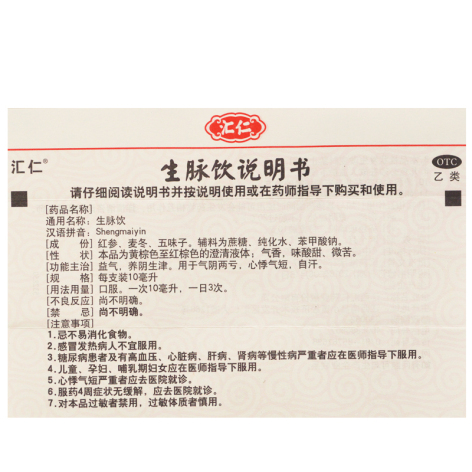 汇仁
汇仁®
生脉饮说明书
OTC
乙类
请仔细阅读说明书并按说明使用或在药师指导下购买和使用。
[药品名称]
通用名称：生脉饮
汉语拼音：Shengmaiyin
[成　份] 红参、麦冬、五味子。辅料为蔗糖，纯化水、苯甲酸钠。
[性　状] 本品为黄棕色至红棕色的澄清液体；气香，味酸甜、微苦。
[功能主治] 益气，养阴生津。用于气阴两亏，心悸气短，自汗。
[规　格] 每支装10毫升
[用法用量] 口服。一次10毫升，一日3次。
[不良反应] 尚不明确。
[禁　忌] 尚不明确。
[注意事项]
1.忌不易消化食物。
2.感冒发热病人不宜服用。
3.糖尿病患者及有高血压、心脏病、肝病、肾病等慢性病严重者应在医师指导下服用。
4.儿童、孕妇、哺乳期妇女应在医师指导下服用。
5.心悸气短严重者应去医院就诊。
6.服药4周症状无缓解，应去医院就诊。
7.对本品过敏者禁用，过敏体质者慎用。